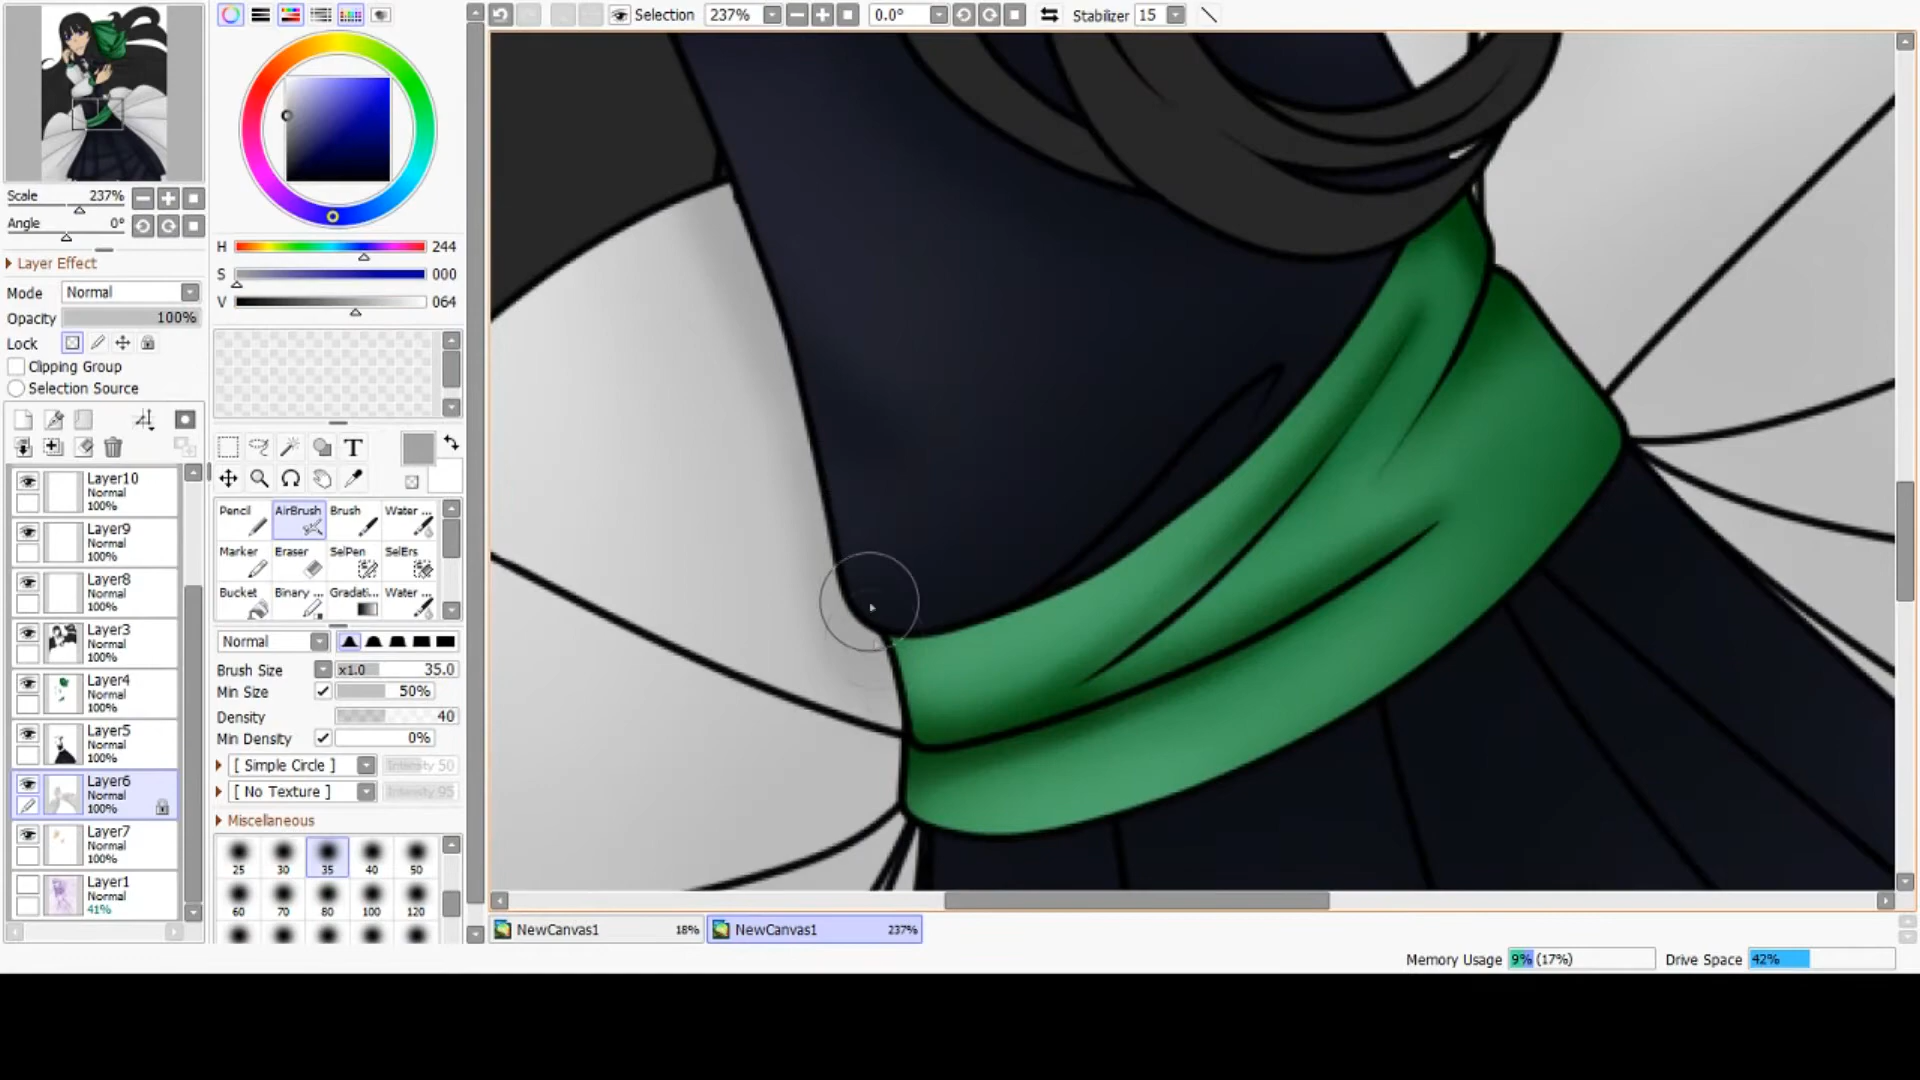 Selection 237% 0.0° Stabilizer 15
Scale 237%
Angle 0°
Layer Effect
Mode Normal
Opacity 100%
Lock
Clipping Group
Selection Source
Layer10
Normal
100%
Layer9
Normal
100%
Layer8
Normal
100%
Layer3
Normal
100%
Layer4
Normal
100%
Layer5
Normal
100%
Layer6
Normal
100%
Layer7
Normal
100%
Layer1
Normal
41%
H 244
S 000
V 064
T
Pencil AirBrush Brush Water ...
Marker Eraser SelPen SelErs
Bucket Binary ... Gradati... Water ...
Normal
Brush Size x1.0 35.0
Min Size 50%
Density 40
Min Density 0%
[ Simple Circle ] Intensity 50
[ No Texture ] Intensity 95
Miscellaneous
25 30 35 40 50
60 70 80 100 120
NewCanvas1 18% NewCanvas1 237%
Memory Usage 9% (17%) Drive Space 42%